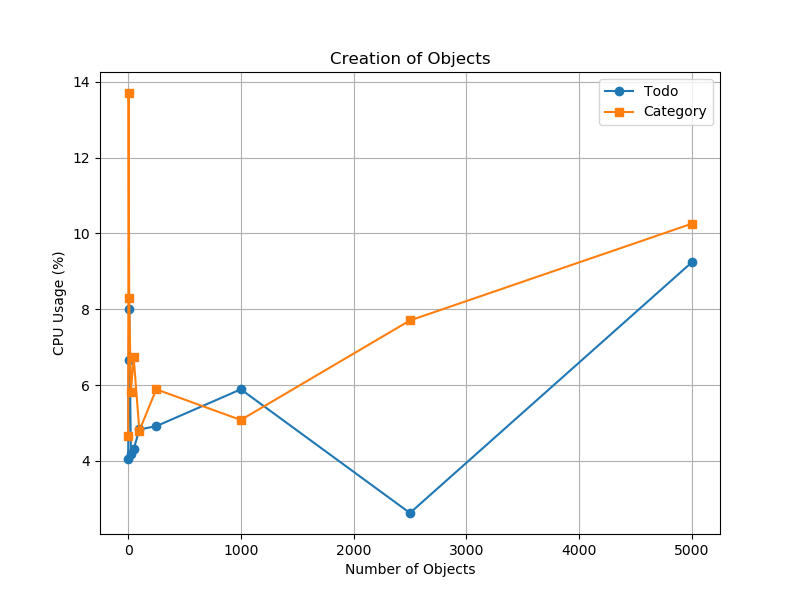 Creation of Objects
Todo
Category
14
12
10
8
6
4
CPU Usage (%)
0 1000 2000 3000 4000 5000
Number of Objects